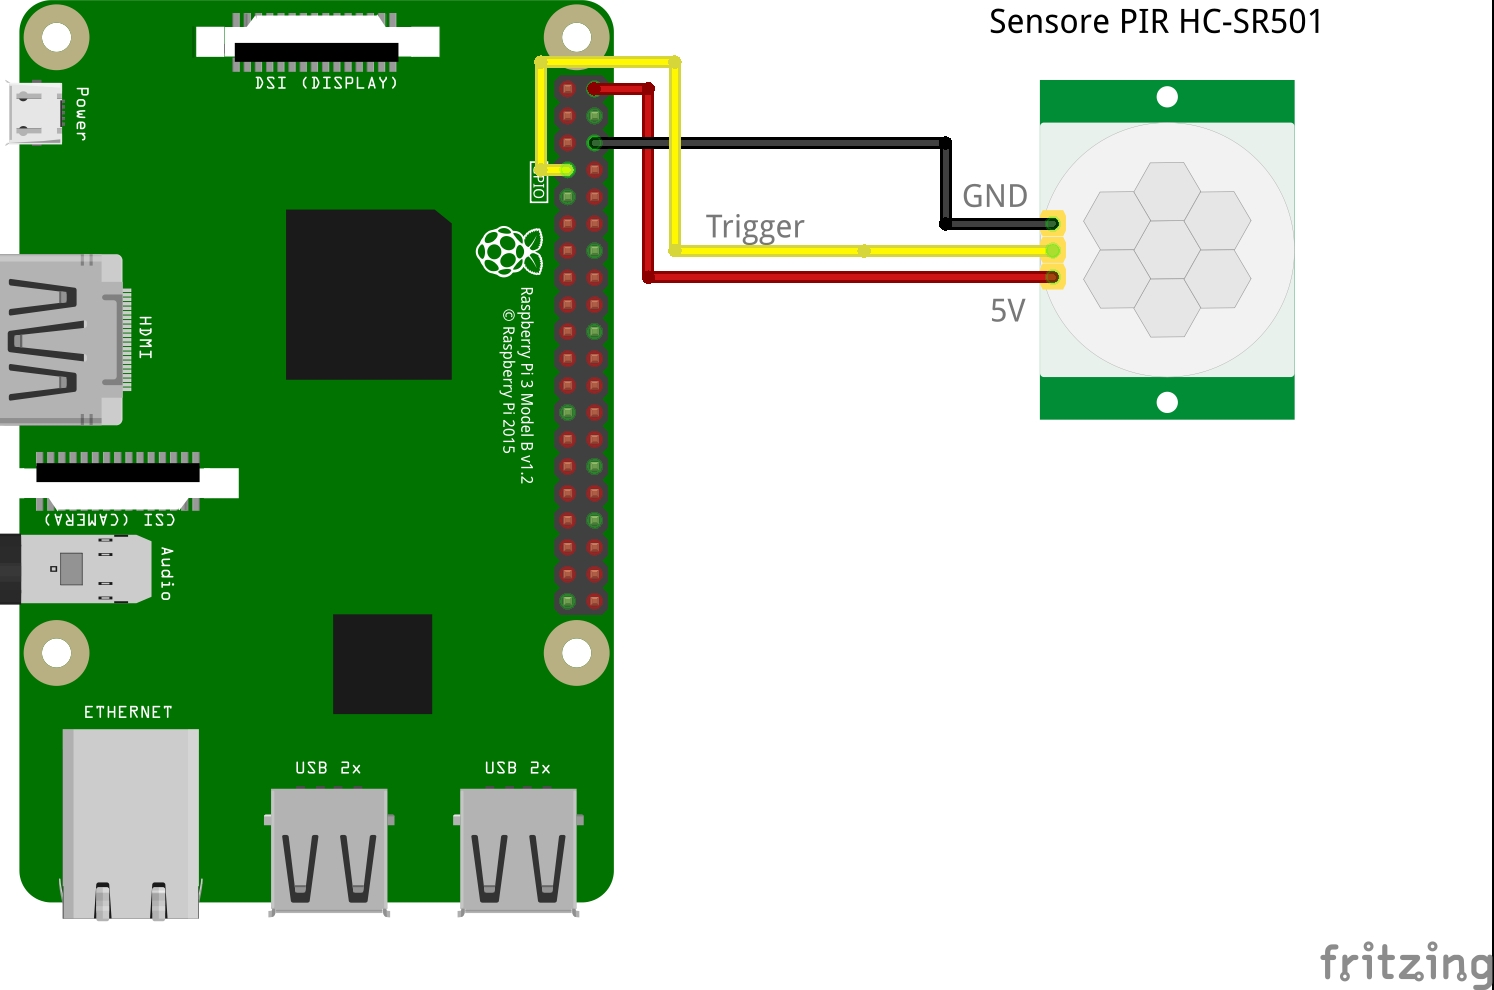 Sensore PIR HC-SR501
DSI (DISPLAY)
Power
GND
PIO
Trigger
5V
HDMI
Raspberry Pi 3 Model B v1.2
© Raspberry Pi 2015
CSI (CAMERA)
Audio
ETHERNET
USB 2x
USB 2x
fritzing